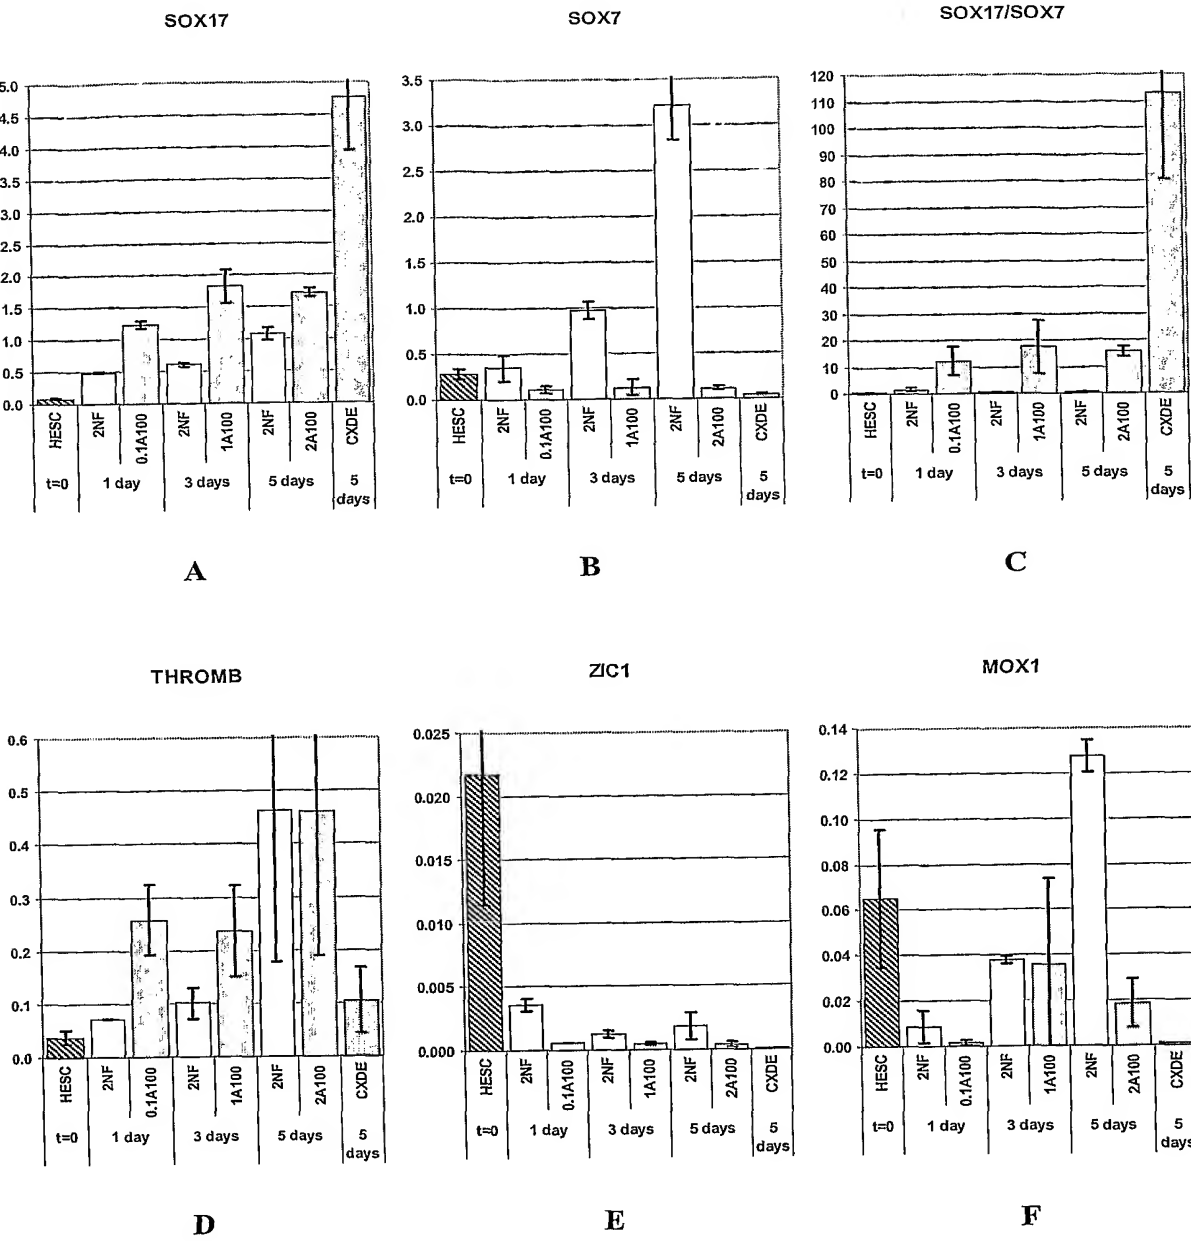 SOX17
SOX7
SOX17/SOX7
5.0
4.5
4.0
3.5
3.0
2.5
2.0
1.5
1.0
0.5
0.0
HESC
2NF
0.1A100
2NF
1A100
2NF
2A100
CXDE
t=0
1 day
3 days
5 days
5
days
3.5
3.0
2.5
2.0
1.5
1.0
0.5
0.0
HESC
2NF
0.1A100
2NF
1A100
2NF
2A100
CXDE
t=0
1 day
3 days
5 days
5
days
120
110
100
90
80
70
60
50
40
30
20
10
0
HESC
2NF
0.1A100
2NF
1A100
2NF
2A100
CXDE
t=0
1 day
3 days
5 days
5
days
A
B
C
THROMB
ZIC1
MOX1
0.6
0.5
0.4
0.3
0.2
0.1
0.0
HESC
2NF
0.1A100
2NF
1A100
2NF
2A100
CXDE
t=0
1 day
3 days
5 days
5
days
0.025
0.020
0.015
0.010
0.005
0.000
HESC
2NF
0.1A100
2NF
1A100
2NF
2A100
CXDE
t=0
1 day
3 days
5 days
5
days
0.14
0.12
0.10
0.08
0.06
0.04
0.02
0.00
HESC
2NF
0.1A100
2NF
1A100
2NF
2A100
CXDE
t=0
1 day
3 days
5 days
5
days
D
E
F